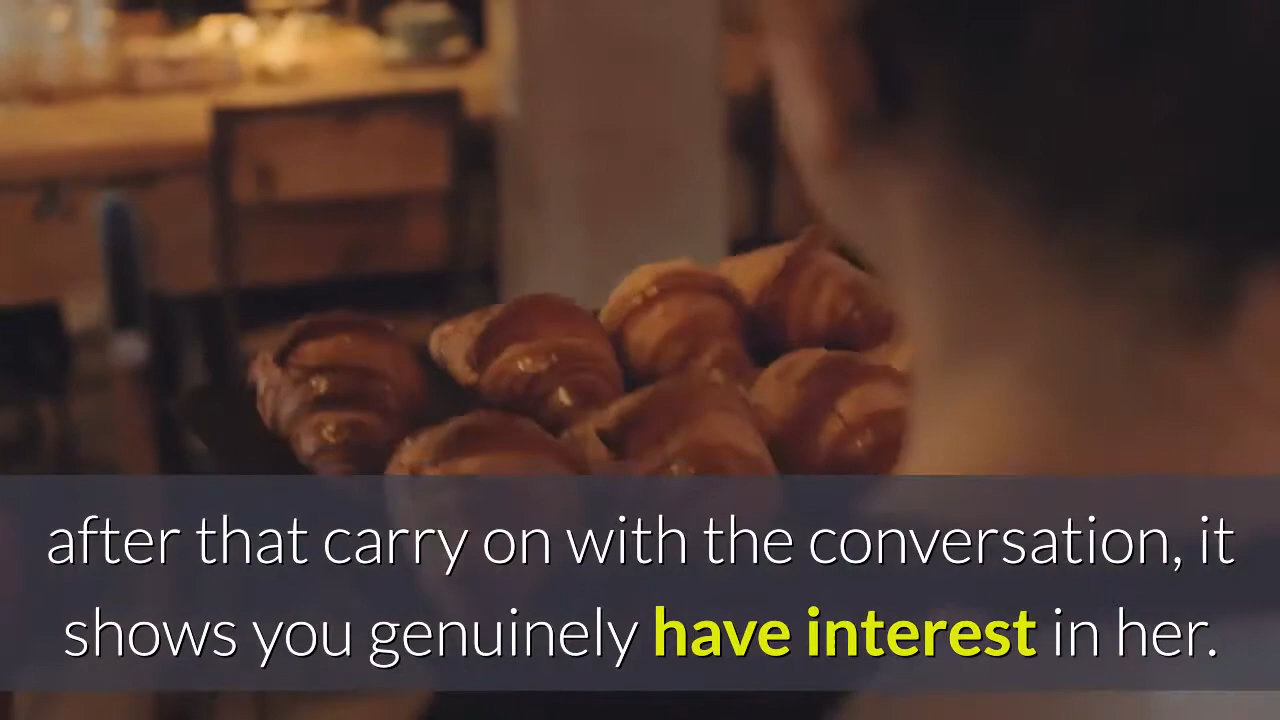 after that carry on with the conversation, it
shows you genuinely have interest in her.